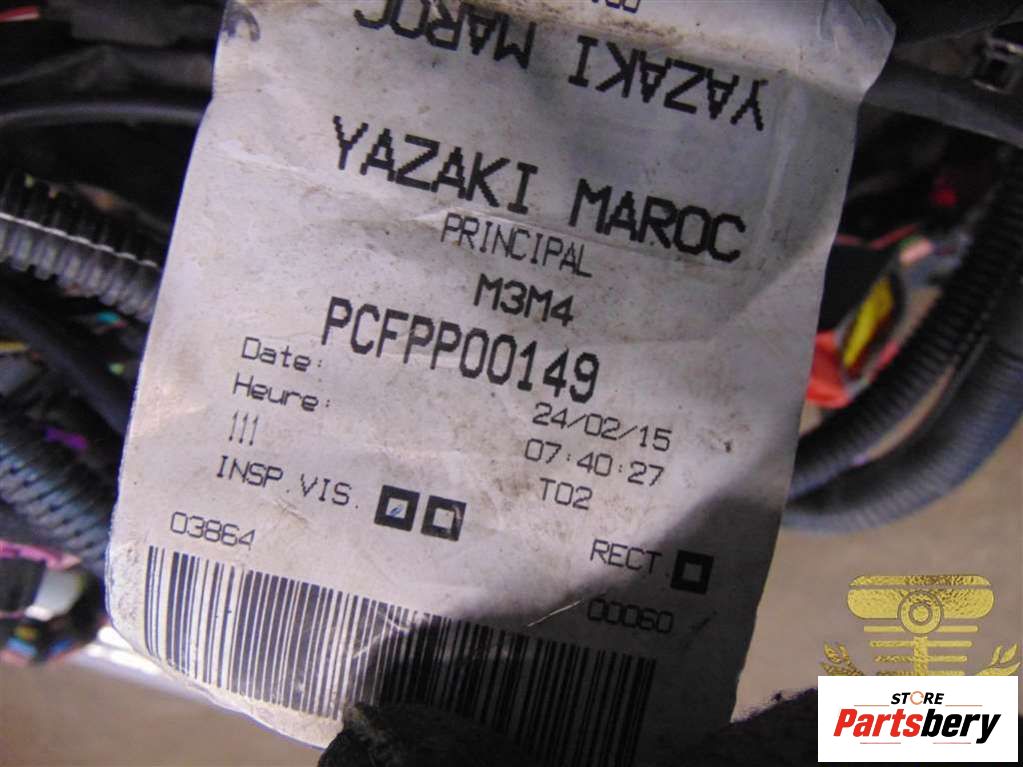 YAZAKI MAROC
YAZAKI MAROC
PRINCIPAL
M3M4
PCFPP00149
Date: 24/02/15
Heure: 07:40:27
111 T02
INSP.VIS. RECT.
03864 00060
STORE
Partsbery